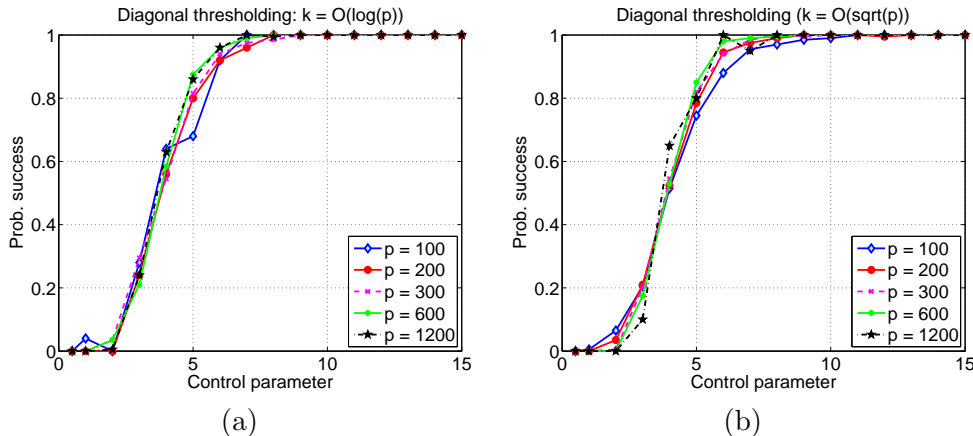 Diagonal thresholding: k = O(log(p))
Prob. success
1
0.8
0.6
0.4
0.2
0
0
5
10
15
Control parameter
p = 100
p = 200
p = 300
p = 600
p = 1200
(a)
Diagonal thresholding (k = O(sqrt(p))
Prob. success
1
0.8
0.6
0.4
0.2
0
0
5
10
15
Control parameter
p = 100
p = 200
p = 300
p = 600
p = 1200
(b)